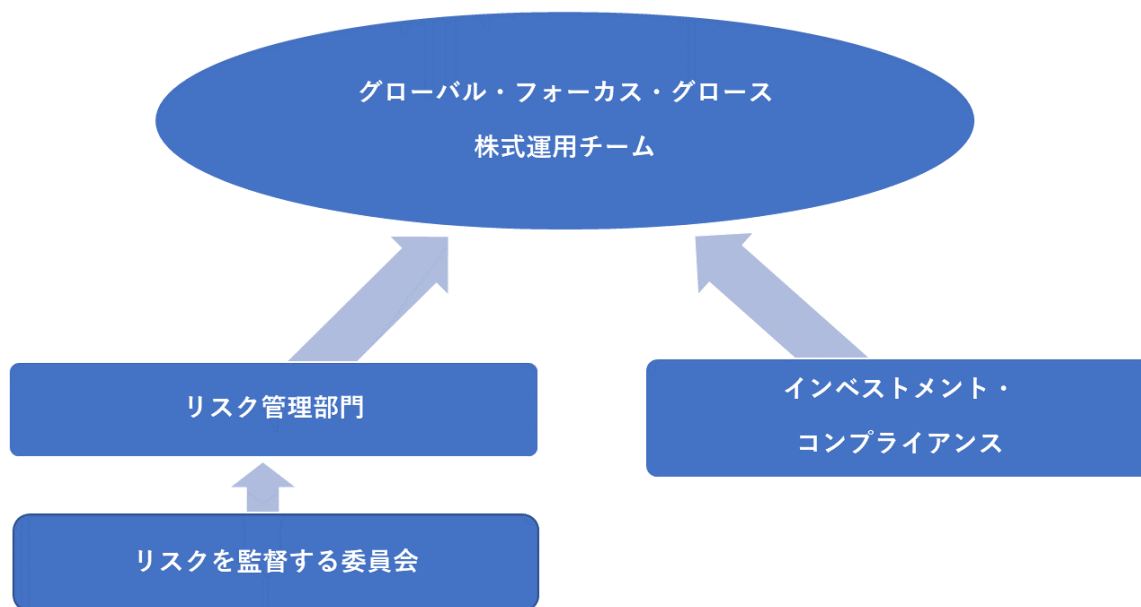 グローバル・フォーカス・グロース
株式運用チーム
リスク管理部門
インベストメント・
コンプライアンス
リスクを監督する委員会